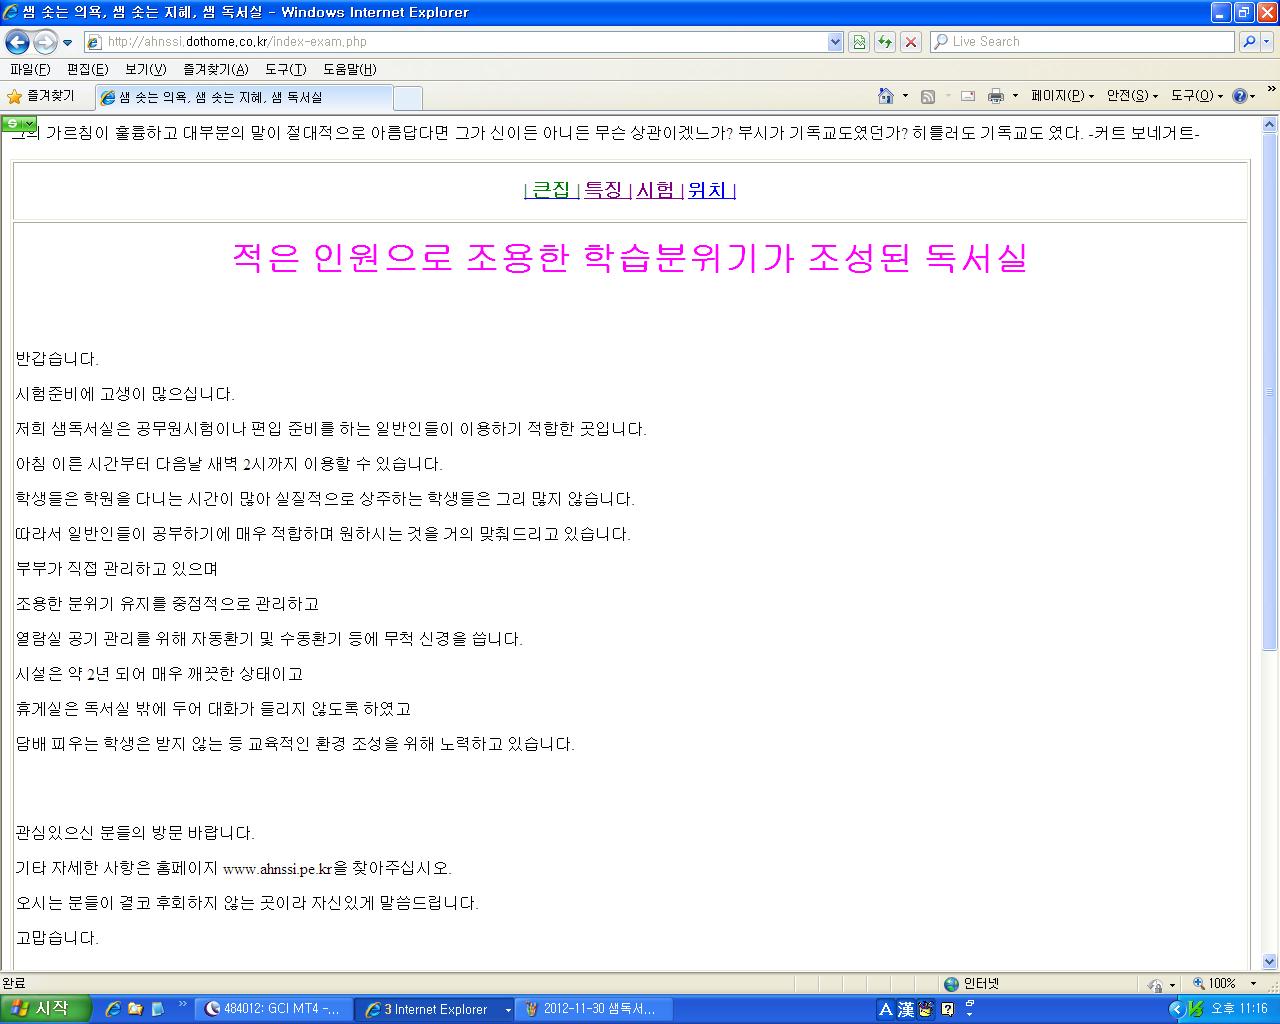 샘 솟는 의욕, 샘 솟는 지혜, 샘 독서실 - Windows Internet Explorer
http://ahnssi.dothome.co.kr/index-exam.php
Live Search
파일(F) 편집(E) 보기(V) 즐겨찾기(A) 도구(T) 도움말(H)
즐겨찾기 샘 솟는 의욕, 샘 솟는 지혜, 샘 독서실 페이지(P) 안전(S) 도구(O)
가르침이 훌륭하고 대부분의 말이 절대적으로 아름답다면 그가 신이든 아니든 무슨 상관이겠느가? 부시가 기독교도였던가? 히틀러도 기독교도 였다. -커트 보네거트-
| 큰집 | 특징 | 시험 | 위치 |
적은 인원으로 조용한 학습분위기가 조성된 독서실
반갑습니다.
시험준비에 고생이 많으십니다.
저희 샘독서실은 공무원시험이나 편입 준비를 하는 일반인들이 이용하기 적합한 곳입니다.
아침 이른 시간부터 다음날 새벽 2시까지 이용할 수 있습니다.
학생들은 학원을 다니는 시간이 많아 실질적으로 상주하는 학생들은 그리 많지 않습니다.
따라서 일반인들이 공부하기에 매우 적합하며 원하시는 것을 거의 맞춰드리고 있습니다.
부부가 직접 관리하고 있으며
조용한 분위기 유지를 중점적으로 관리하고
열람실 공기 관리를 위해 자동환기 및 수동환기 등에 무척 신경을 씁니다.
시설은 약 2년 되어 매우 깨끗한 상태이고
휴게실은 독서실 밖에 두어 대화가 들리지 않도록 하였고
담배 피우는 학생은 받지 않는 등 교육적인 환경 조성을 위해 노력하고 있습니다.
관심있으신 분들의 방문 바랍니다.
기타 자세한 사항은 홈페이지 www.ahnssi.pe.kr을 찾아주십시오.
오시는 분들이 결코 후회하지 않는 곳이라 자신있게 말씀드립니다.
고맙습니다.
완료 인터넷 100%
시작 484012: GCI MT4 -... 3 Internet Explorer 2012-11-30 샘독서... A 漢 오후 11:16